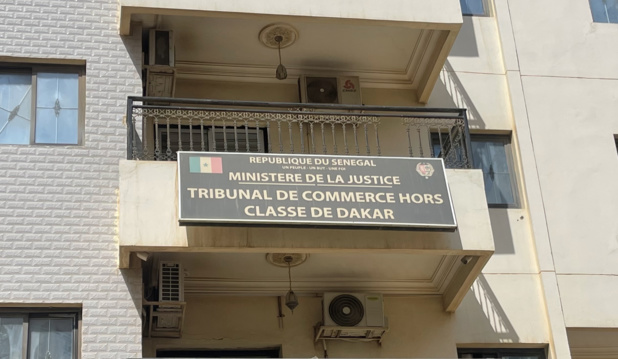 REPUBLIQUE DU SENEGAL
UN PEUPLE - UN BUT - UNE FOI
MINISTERE DE LA JUSTICE
TRIBUNAL DE COMMERCE HORS
CLASSE DE DAKAR